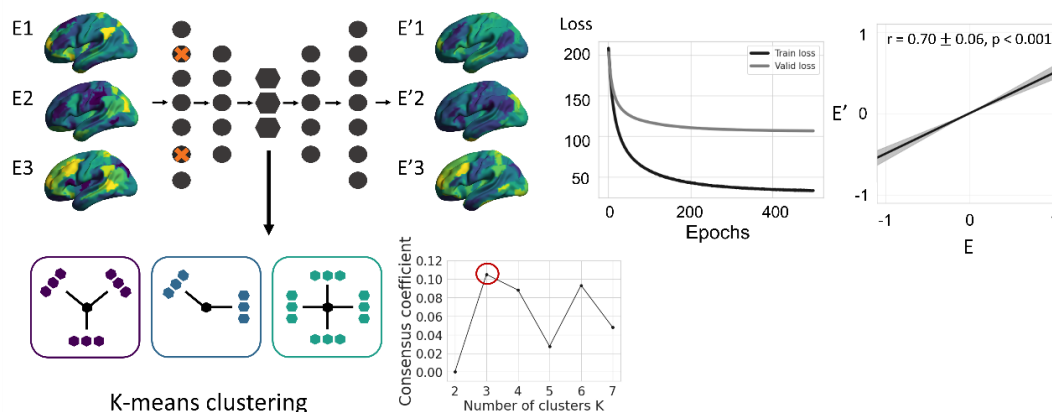 E1
E2
E3
E'1
E'2
E'3
Loss
200
150
100
50
0
200
400
Epochs
Train loss
Valid loss
r = 0.70 ± 0.06, p < 0.001
1
0
-1
E'
-1
0
1
E
K-means clustering
Consensus coefficient
0.12
0.10
0.08
0.06
0.04
0.02
0.00
2
3
4
5
6
7
Number of clusters K